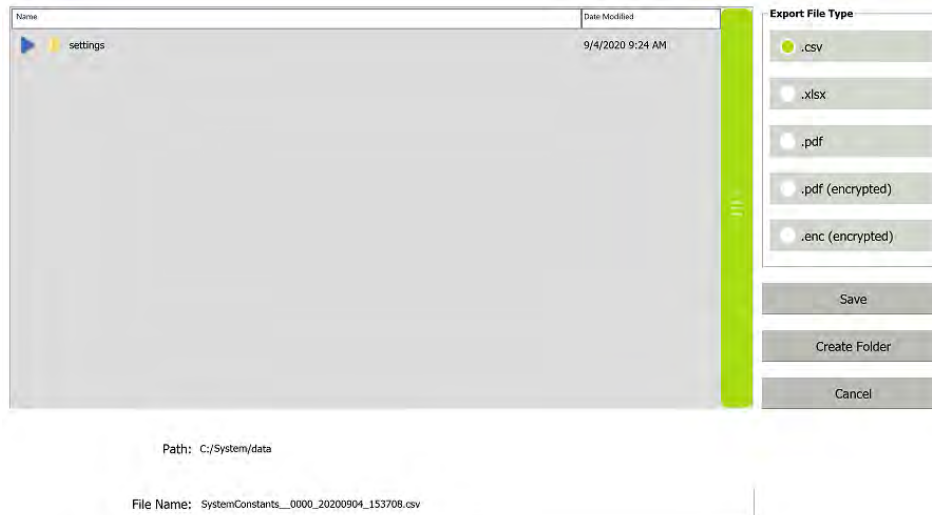 Name Date Modified
settings 9/4/2020 9:24 AM
Export File Type
.csv
.xlsx
.pdf
.pdf (encrypted)
.enc (encrypted)
Save
Create Folder
Cancel
Path: C:/System/data
File Name: SystemConstants__0000_20200904_153708.csv